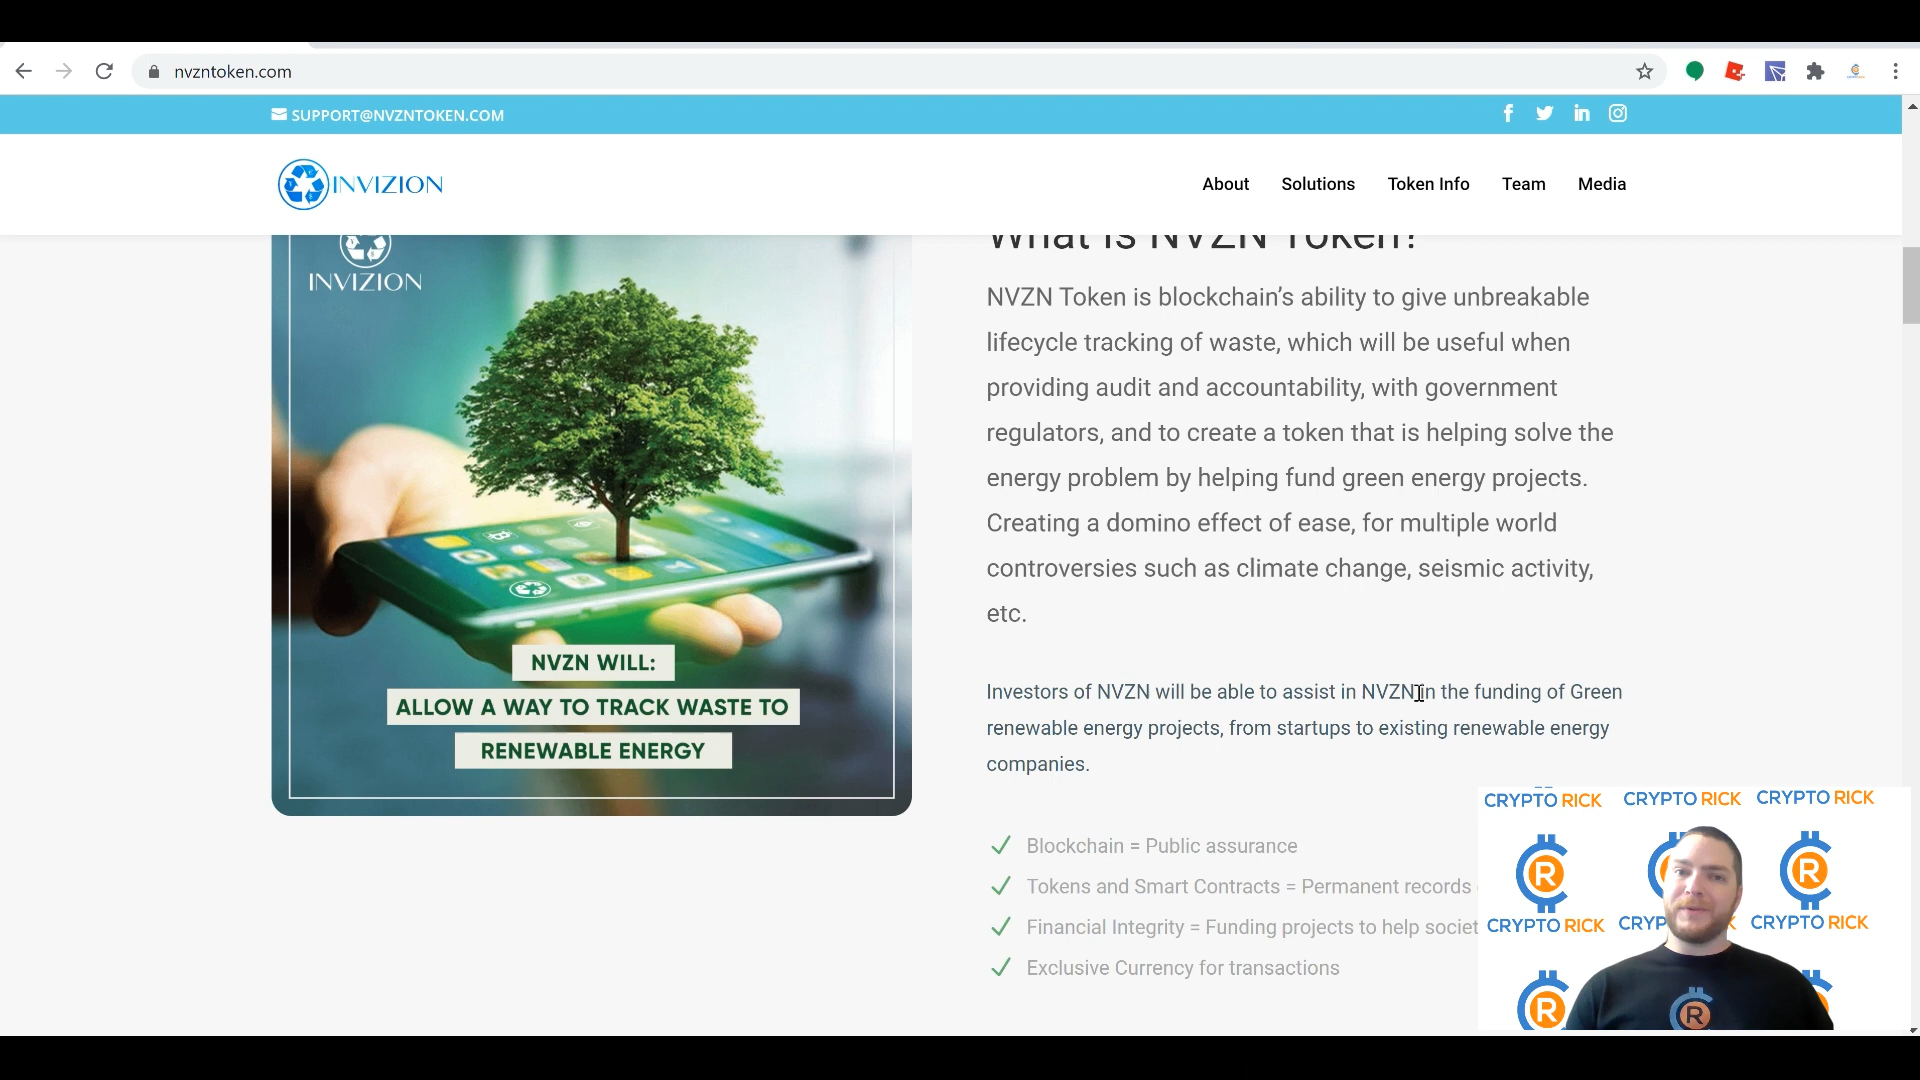 nvzntoken.com
SUPPORT@NVZNTOKEN.COM
INVIZION
About Solutions Token Info Team Media
INVIZION
NVZN WILL:
ALLOW A WAY TO TRACK WASTE TO
RENEWABLE ENERGY
What is NVZN Token?
NVZN Token is blockchain’s ability to give unbreakable
lifecycle tracking of waste, which will be useful when
providing audit and accountability, with government
regulators, and to create a token that is helping solve the
energy problem by helping fund green energy projects.
Creating a domino effect of ease, for multiple world
controversies such as climate change, seismic activity,
etc.
Investors of NVZN will be able to assist in NVZN in the funding of Green
renewable energy projects, from startups to existing renewable energy
companies.
Blockchain = Public assurance
Tokens and Smart Contracts = Permanent records
Financial Integrity = Funding projects to help societ
Exclusive Currency for transactions
CRYPTO RICK CRYPTO RICK CRYPTO RICK
R R R
CRYPTO RICK CRYP K CRYPTO RICK
R R R